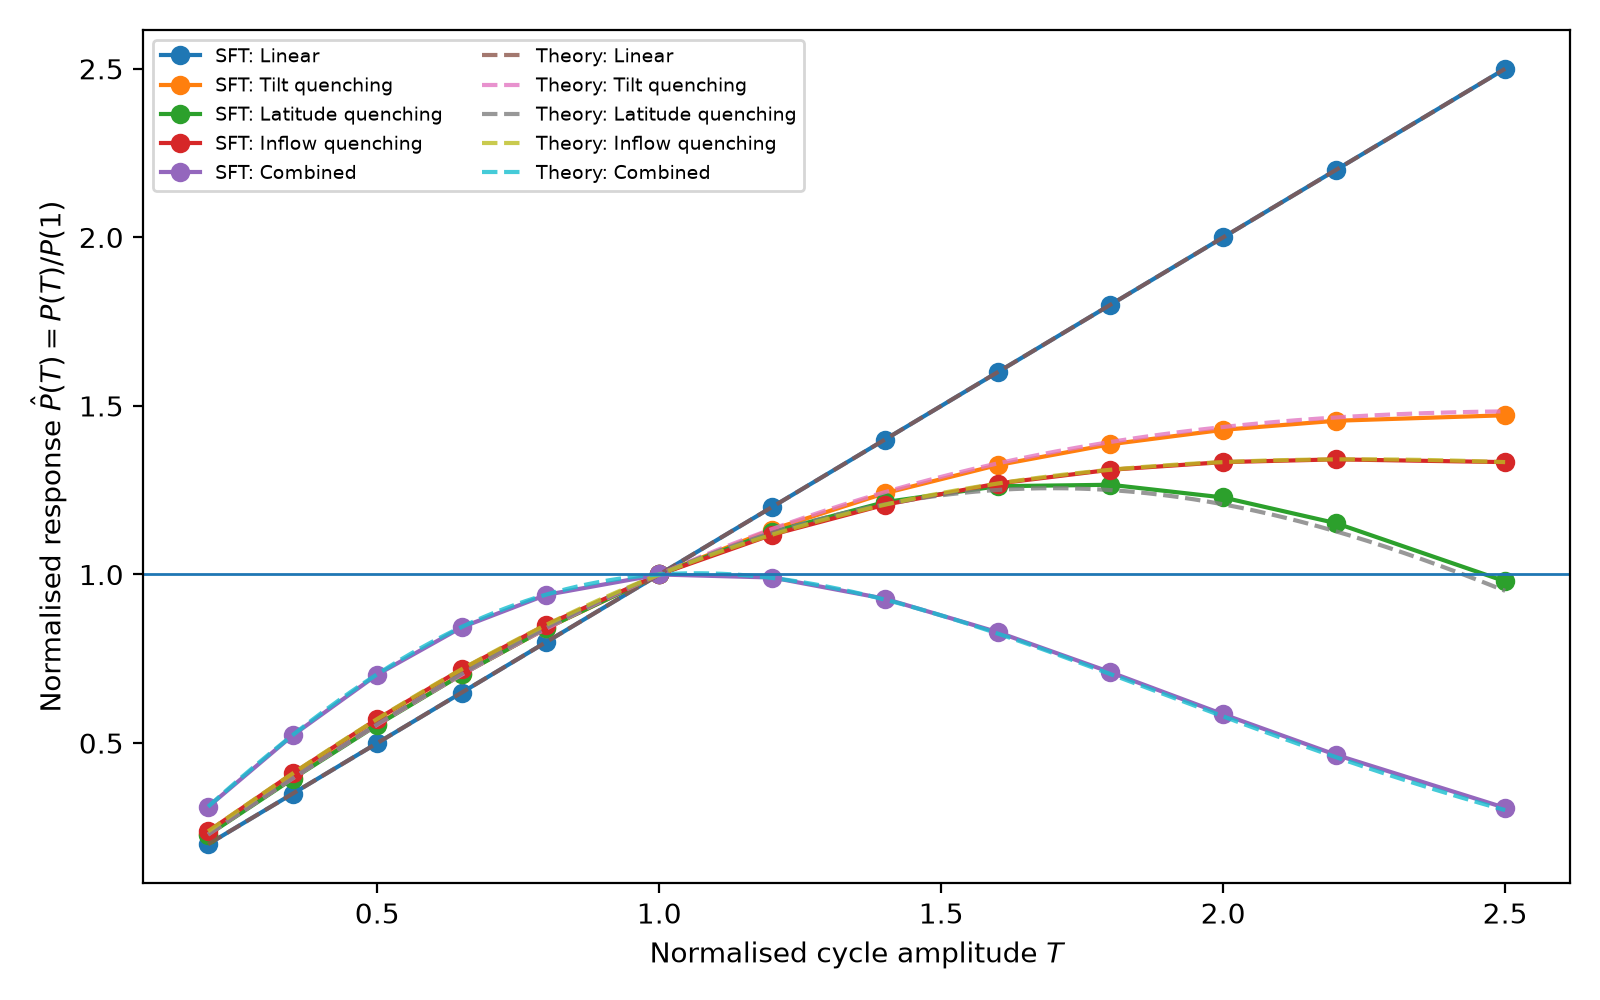 SFT: Linear
SFT: Tilt quenching
SFT: Latitude quenching
SFT: Inflow quenching
SFT: Combined
Theory: Linear
Theory: Tilt quenching
Theory: Latitude quenching
Theory: Inflow quenching
Theory: Combined
Normalised response P̂(T) = P(T)/P(1)
2.5
2.0
1.5
1.0
0.5
0.5 1.0 1.5 2.0 2.5
Normalised cycle amplitude T